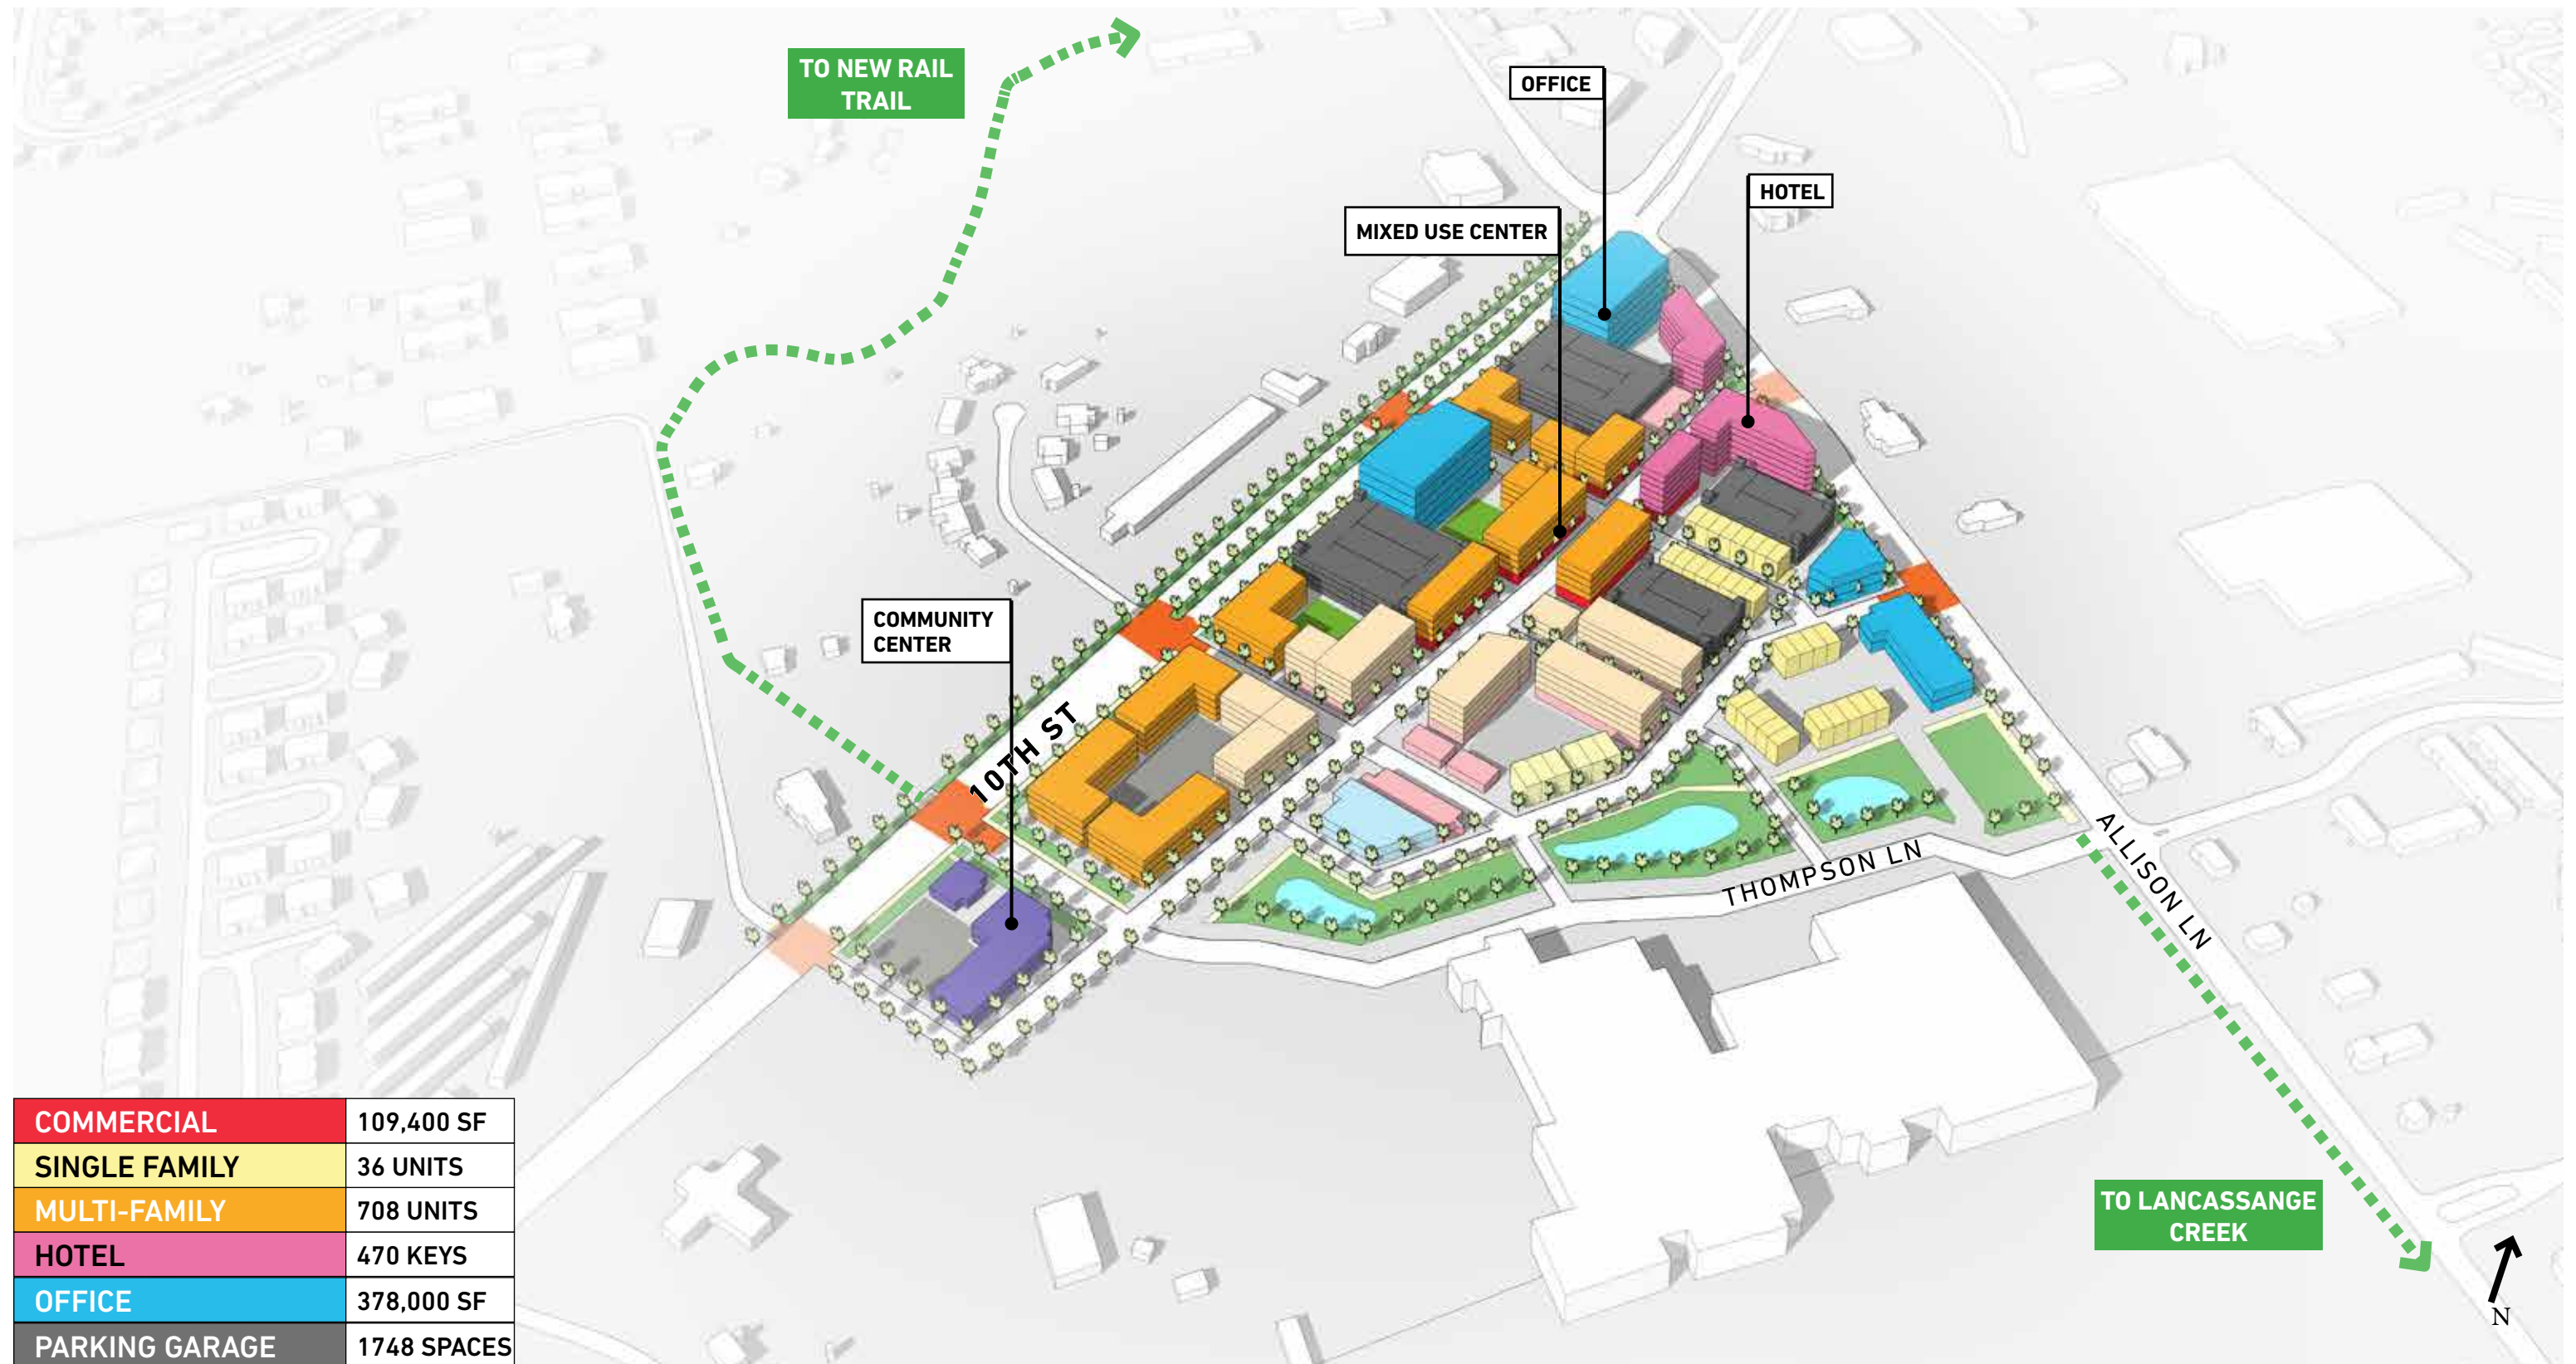 TO NEW RAIL
TRAIL
OFFICE
HOTEL
MIXED USE CENTER
COMMUNITY
CENTER
10TH ST
THOMPSON LN
ALLISON LN
COMMERCIAL 109,400 SF
SINGLE FAMILY 36 UNITS
MULTI-FAMILY 708 UNITS
HOTEL 470 KEYS
OFFICE 378,000 SF
PARKING GARAGE 1748 SPACES
TO LANCASSANGE
CREEK
N